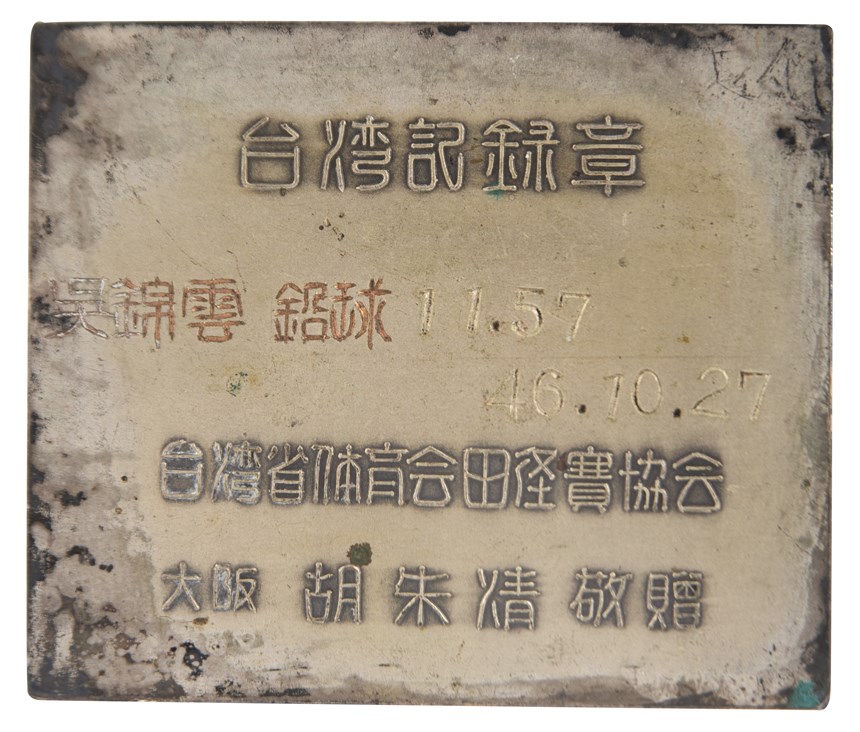 台湾記録章
吳錦雲 鉛球 11.57
46.10.27
台湾省体育会田径賽協会
大阪 胡朱清 敬贈